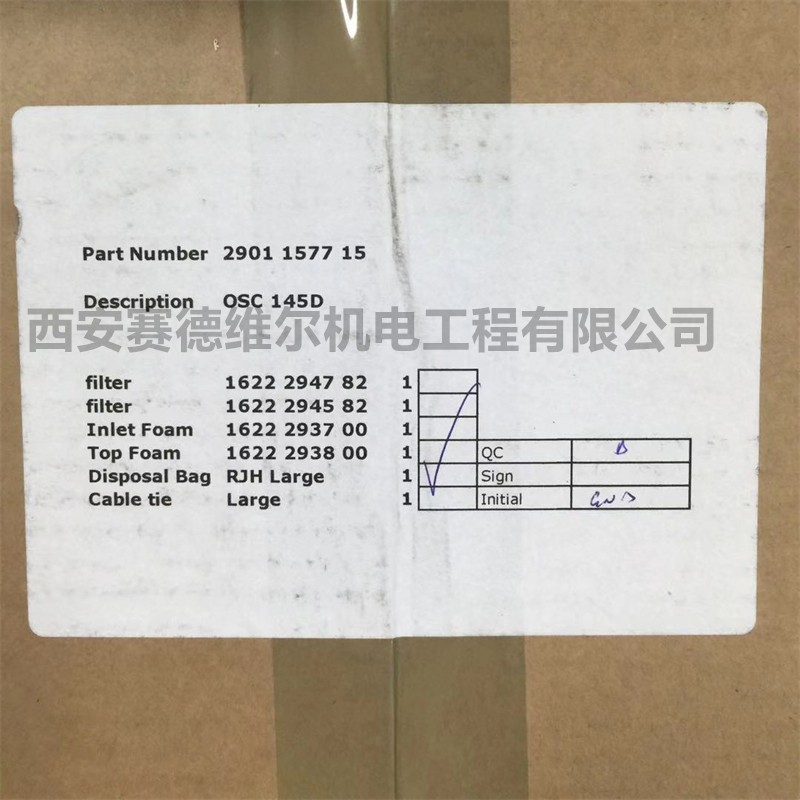 Part Number 2901 1577 15
Description OSC 145D
西安赛德维尔机电工程有限公司
filter 1622 2947 82 1
filter 1622 2945 82 1
Inlet Foam 1622 2937 00 1
Top Foam 1622 2938 00 1 QC
Disposal Bag RJH Large 1 Sign
Cable tie Large 1 Initial